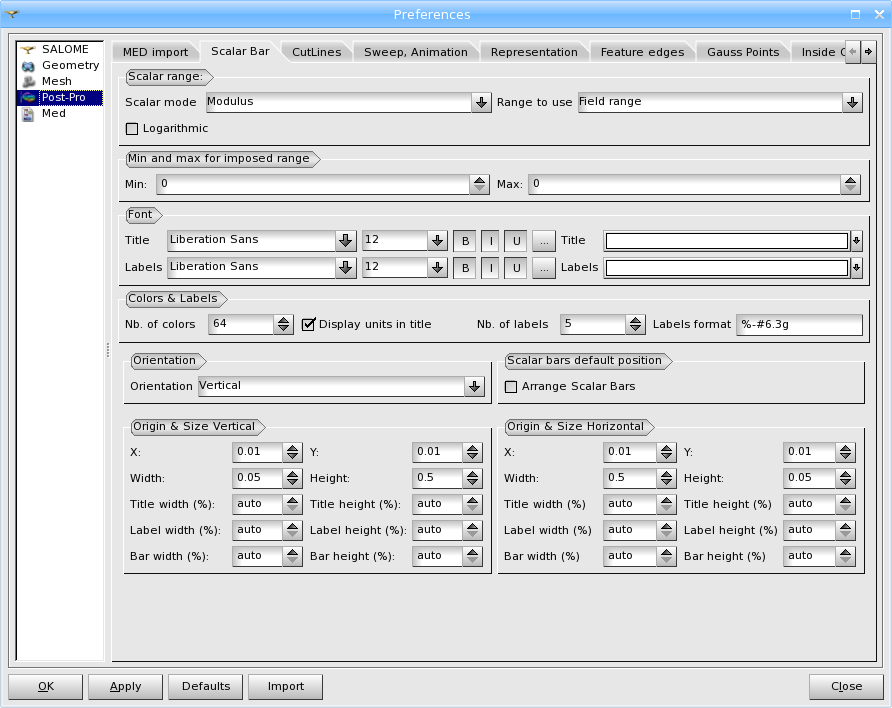 Preferences
SALOME
Geometry
Mesh
Post-Pro
Med
MED import Scalar Bar CutLines Sweep, Animation Representation Feature edges Gauss Points Inside
Scalar range:
Scalar mode Modulus Range to use Field range
Logarithmic
Min and max for imposed range
Min: 0 Max: 0
Font
Title Liberation Sans 12 B I U ... Title
Labels Liberation Sans 12 B I U ... Labels
Colors & Labels
Nb. of colors 64 Display units in title Nb. of labels 5 Labels format %-#6.3g
Orientation Scalar bars default position
Orientation Vertical Arrange Scalar Bars
Origin & Size Vertical Origin & Size Horizontal
X: 0.01 Y: 0.01 X: 0.01 Y: 0.01
Width: 0.05 Height: 0.5 Width: 0.5 Height: 0.05
Title width (%): auto Title height (%): auto Title width (%) auto Title height (%) auto
Label width (%): auto Label height (%): auto Label width (%) auto Label height (%) auto
Bar width (%): auto Bar height (%): auto Bar width (%) auto Bar height (%) auto
OK Apply Defaults Import Close